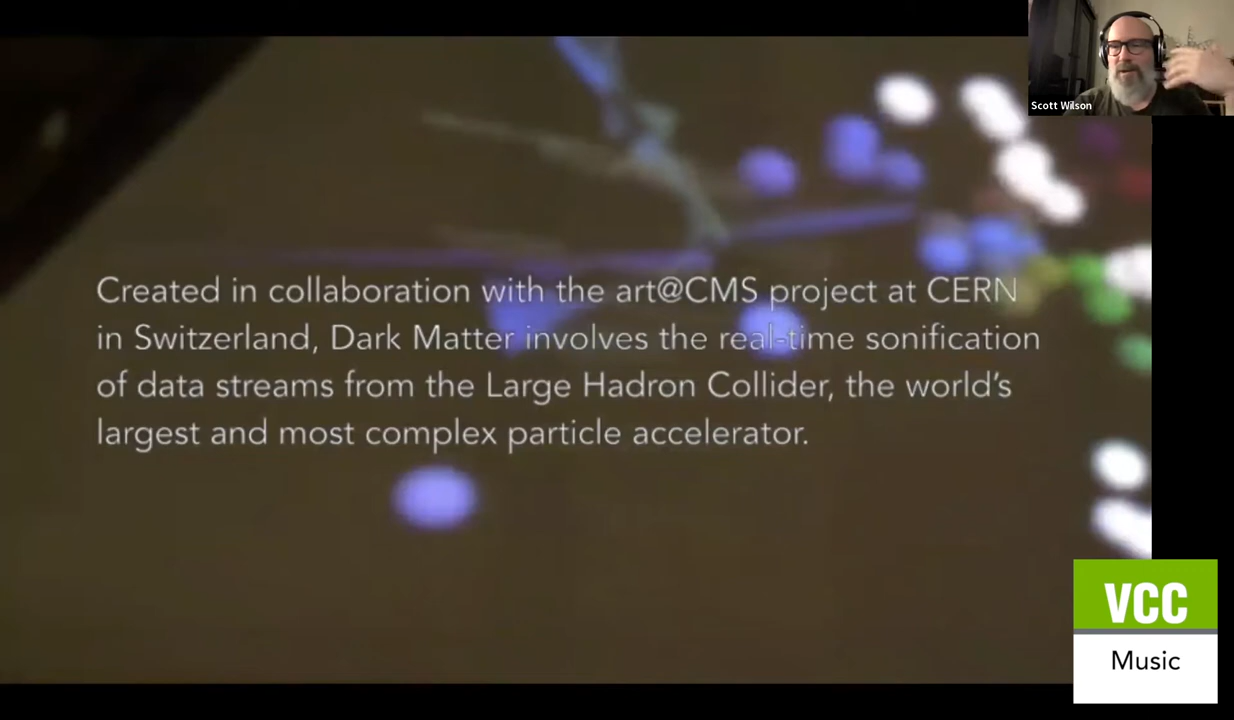 Scott Wilson
Created in collaboration with the art@CMS project at CERN
in Switzerland, Dark Matter involves the real-time sonification
of data streams from the Large Hadron Collider, the world’s
largest and most complex particle accelerator.
VCC
Music